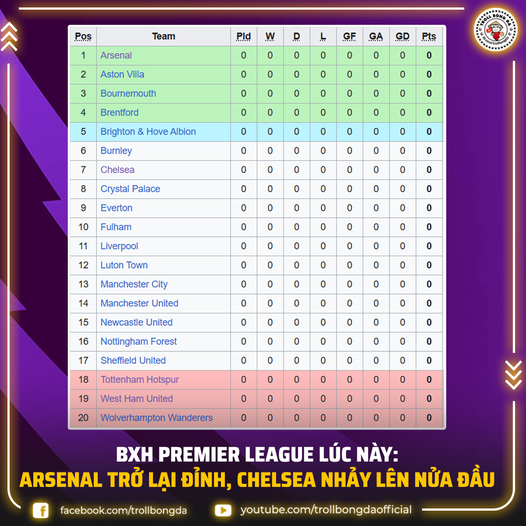 TROLL BÓNG ĐÁ
Pos Team Pld W D L GF GA GD Pts
1 Arsenal 0 0 0 0 0 0 0 0
2 Aston Villa 0 0 0 0 0 0 0 0
3 Bournemouth 0 0 0 0 0 0 0 0
4 Brentford 0 0 0 0 0 0 0 0
5 Brighton & Hove Albion 0 0 0 0 0 0 0 0
6 Burnley 0 0 0 0 0 0 0 0
7 Chelsea 0 0 0 0 0 0 0 0
8 Crystal Palace 0 0 0 0 0 0 0 0
9 Everton 0 0 0 0 0 0 0 0
10 Fulham 0 0 0 0 0 0 0 0
11 Liverpool 0 0 0 0 0 0 0 0
12 Luton Town 0 0 0 0 0 0 0 0
13 Manchester City 0 0 0 0 0 0 0 0
14 Manchester United 0 0 0 0 0 0 0 0
15 Newcastle United 0 0 0 0 0 0 0 0
16 Nottingham Forest 0 0 0 0 0 0 0 0
17 Sheffield United 0 0 0 0 0 0 0 0
18 Tottenham Hotspur 0 0 0 0 0 0 0 0
19 West Ham United 0 0 0 0 0 0 0 0
20 Wolverhampton Wanderers 0 0 0 0 0 0 0 0
BXH PREMIER LEAGUE LÚC NÀY:
ARSENAL TRỞ LẠI ĐỈNH, CHELSEA NHẢY LÊN NỬA ĐẦU
facebook.com/trollbongda youtube.com/trollbongdaofficial